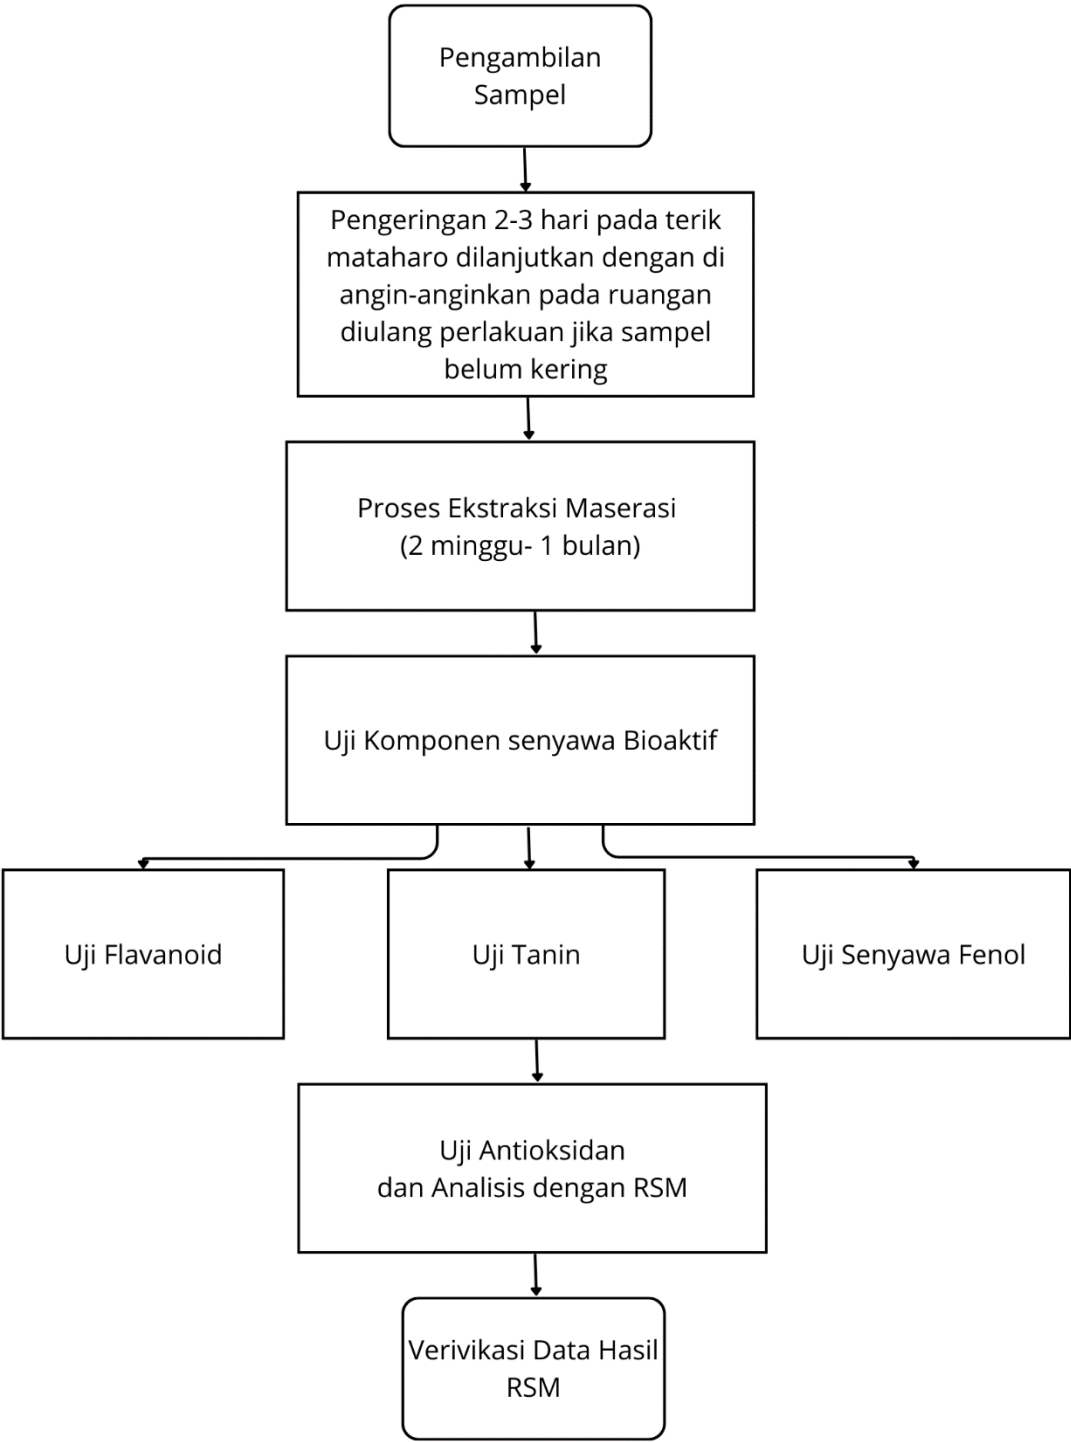 Pengambilan
Sampel
Pengeringan 2-3 hari pada terik
mataharo dilanjutkan dengan di
angin-anginkan pada ruangan
diulang perlakuan jika sampel
belum kering
Proses Ekstraksi Maserasi
(2 minggu- 1 bulan)
Uji Komponen senyawa Bioaktif
Uji Flavanoid
Uji Tanin
Uji Senyawa Fenol
Uji Antioksidan
dan Analisis dengan RSM
Verivikasi Data Hasil
RSM